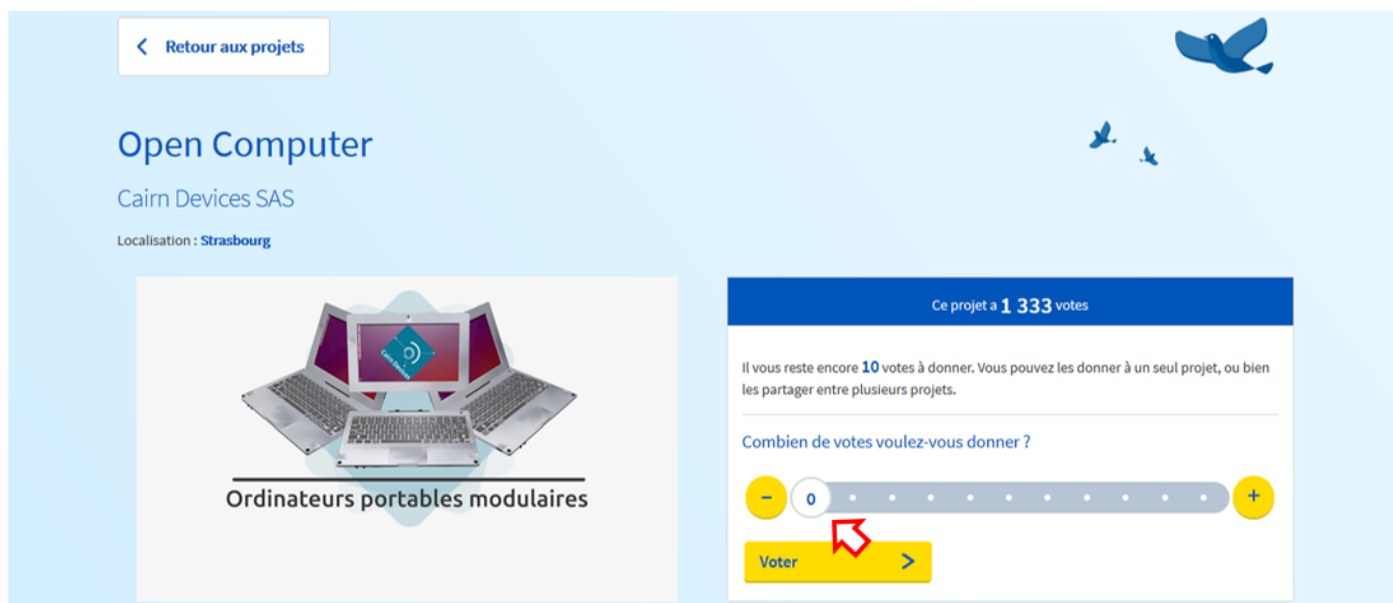 Retour aux projets
Open Computer
Cairn Devices SAS
Localisation : Strasbourg
Cairn Devices
Ordinateurs portables modulaires
Ce projet a 1 333 votes
Il vous reste encore 10 votes à donner. Vous pouvez les donner à un seul projet, ou bien
les partager entre plusieurs projets.
Combien de votes voulez-vous donner ?
- 0 +
Voter